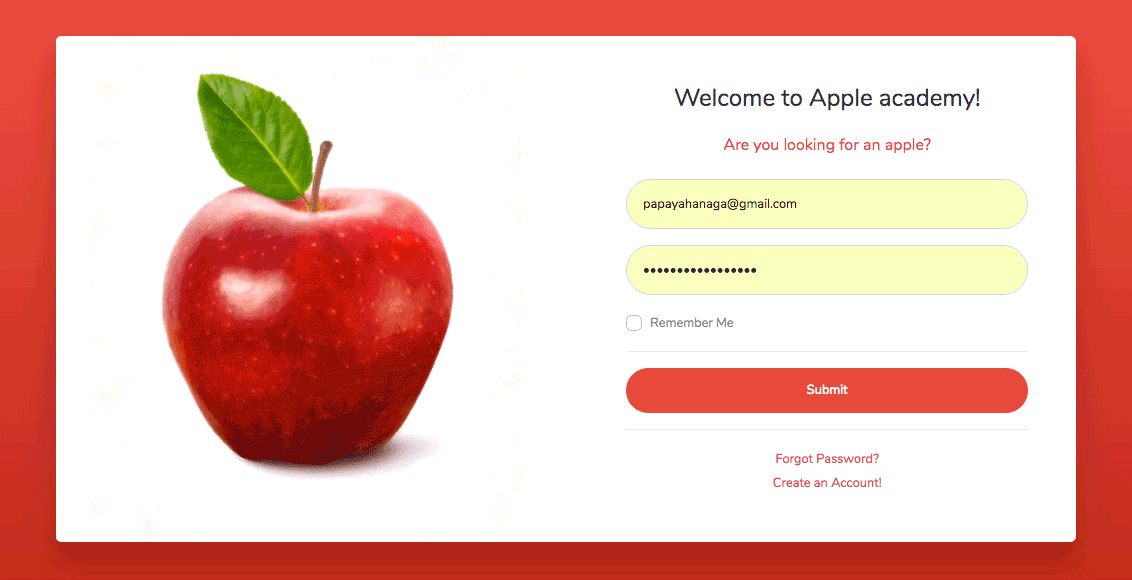 Welcome to Apple academy!
Are you looking for an apple?
papayahanaga@gmail.com
•••••••••••••••••
Remember Me
Submit
Forgot Password?
Create an Account!